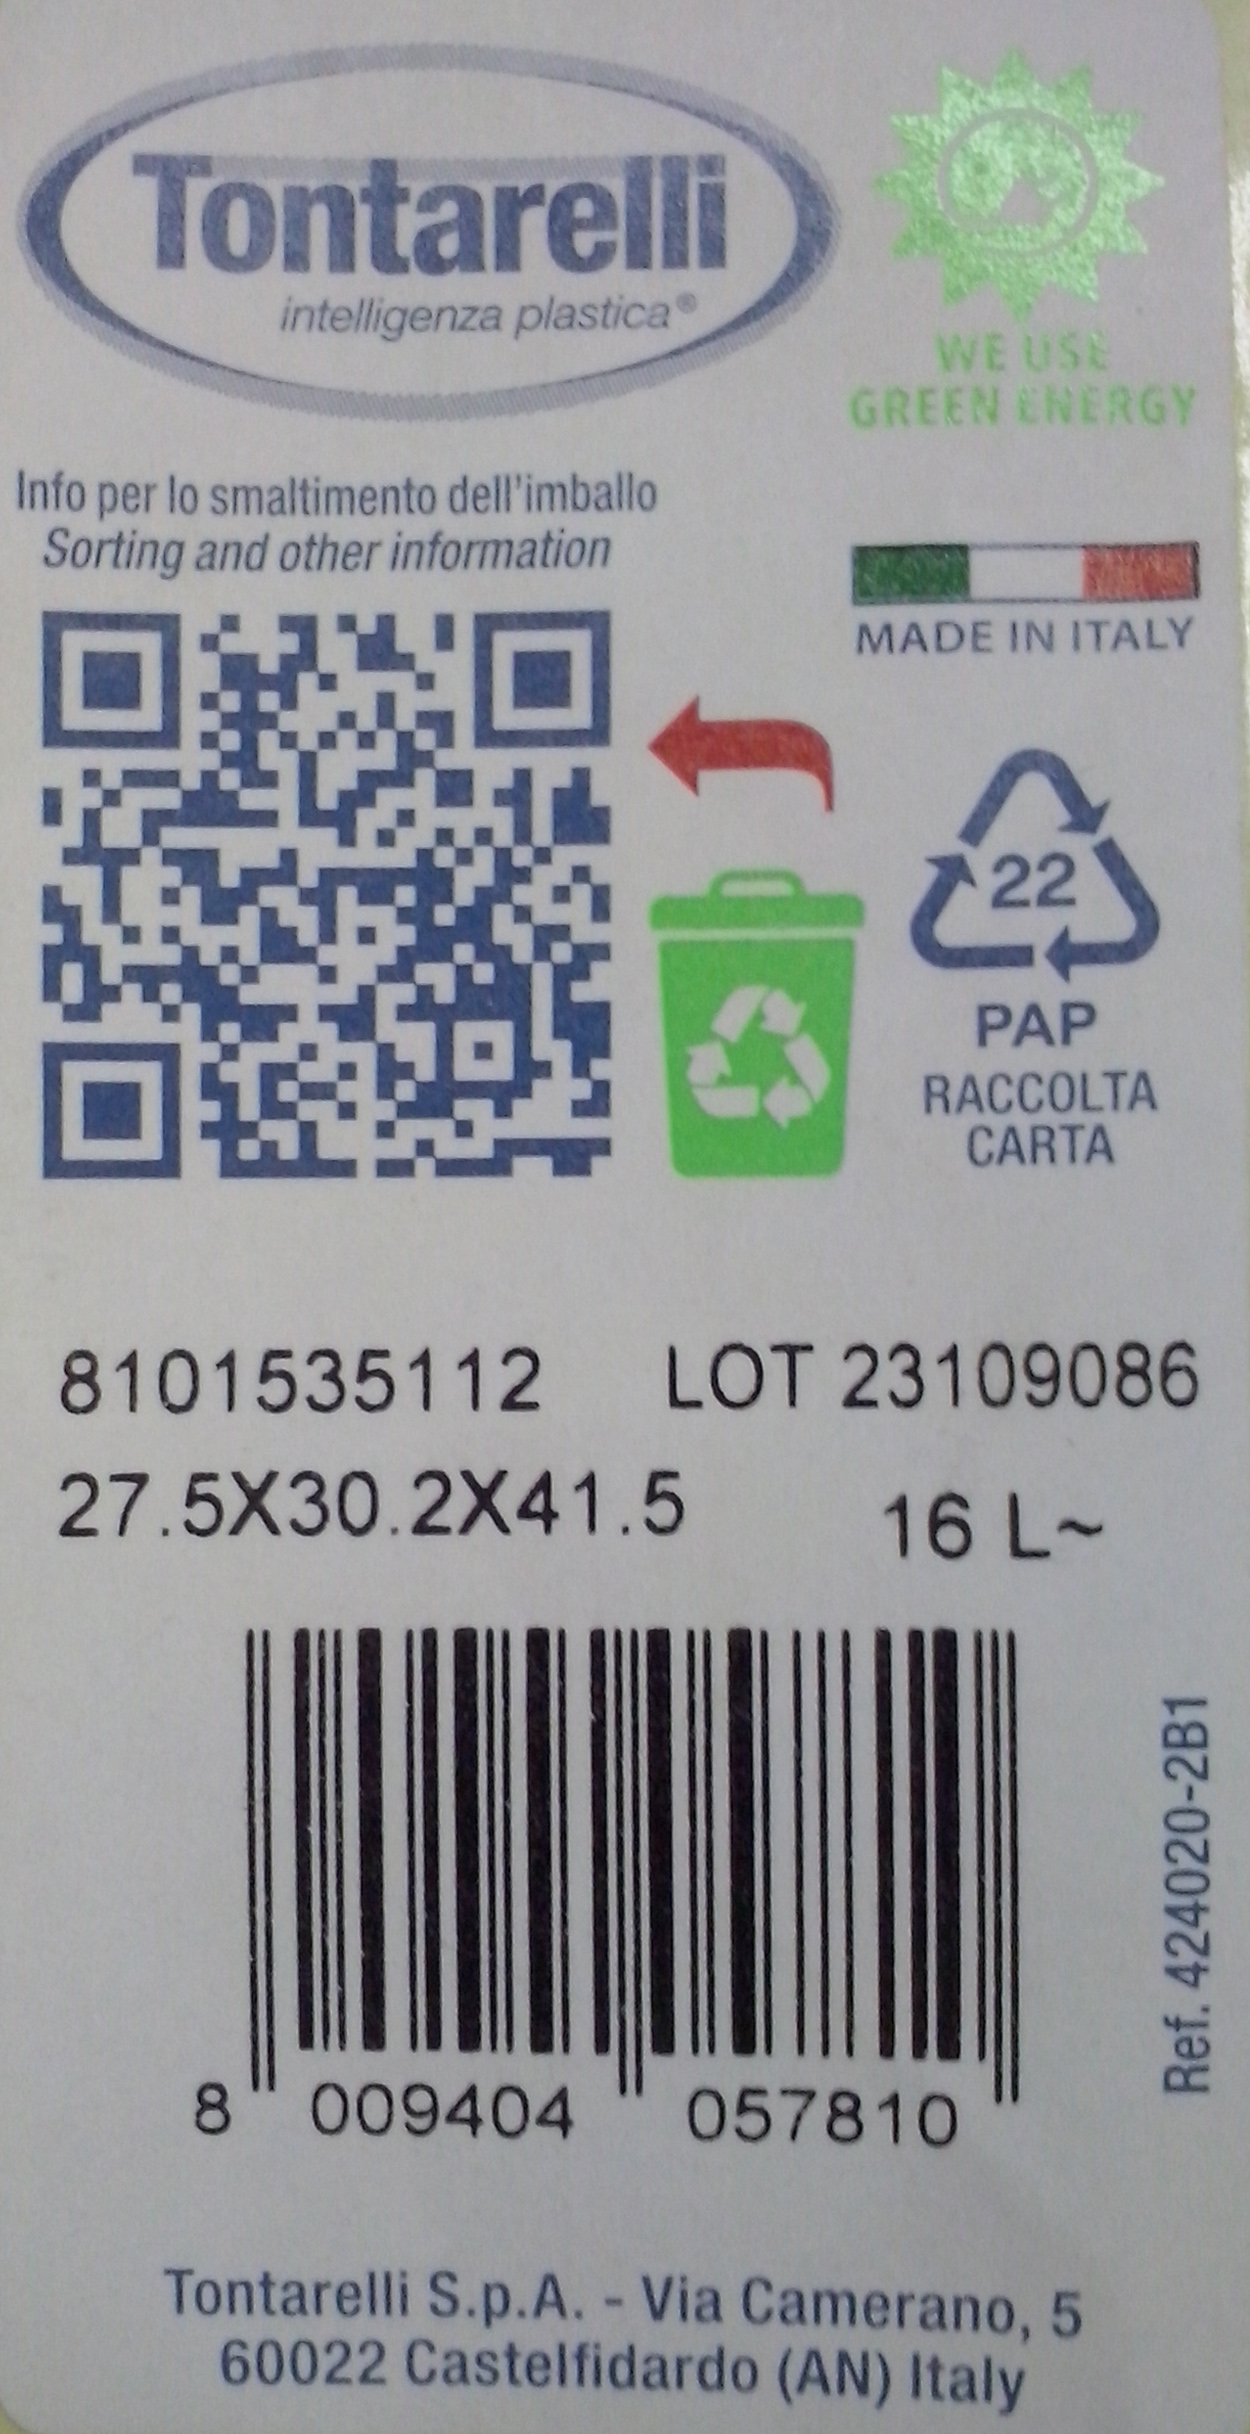 Tontarelli
intelligenza plastica®
WE USE
GREEN ENERGY
Info per lo smaltimento dell'imballo
Sorting and other information
MADE IN ITALY
22
PAP
RACCOLTA
CARTA
8101535112 LOT 23109086
27.5X30.2X41.5 16 L~
8 009404 057810
Ref. 424020-2B1
Tontarelli S.p.A. - Via Camerano, 5
60022 Castelfidardo (AN) Italy